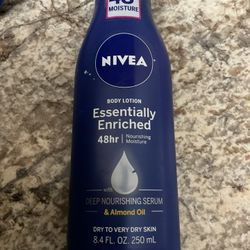 48
MOISTURE
NIVEA
BODY LOTION
Essentially
Enriched
48hr | Nourishing
Moisture
with
DEEP NOURISHING SERUM
& Almond Oil
DRY TO VERY DRY SKIN
8.4 FL. OZ. 250 mL